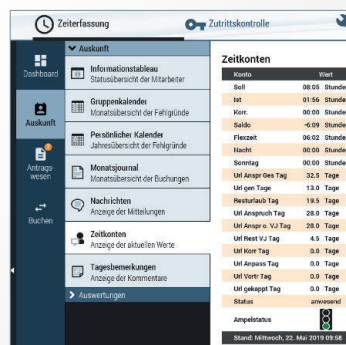 Zeiterfassung
Zutrittskontrolle
Dashboard
Auskunft
Antrags-
wesen
Buchen
Auskunft
Informationstableau
Statusübersicht der Mitarbeiter
Gruppenkalender
Monatsübersicht der Fehlgründe
Persönlicher Kalender
Jahresübersicht der Fehlgründe
Monatsjournal
Monatsübersicht der Buchungen
Nachrichten
Anzeige der Mitteilungen
Zeitkonten
Anzeige der aktuellen Werte
Tagesbemerkungen
Anzeige der Kommentare
Auswertungen
Zeitkonten
Konto Wert
Soll 08:05 Stunde
Ist 01:56 Stunde
Korr. 00:00 Stunde
Saldo -6:09 Stunde
Flexzeit 06:02 Stunde
Nacht 00:00 Stunde
Sonntag 00:00 Stunde
Url Anspr Ges Tag 32.5 Tage
Url gen Tage 13.0 Tage
Resturlaub Tag 19.5 Tage
Url Anspruch Tag 28.0 Tage
Url Anspr o. VJ Tag 28.0 Tage
Url Rest VJ Tag 4.5 Tage
Url Korr Tag 0.0 Tage
Url Anpass Tag 0.0 Tage
Url Vortr Tag 0.0 Tage
Url gekappt Tag 0.0 Tage
Status anwesend
Ampelstatus
Stand: Mittwoch, 22. Mai 2019 09:58